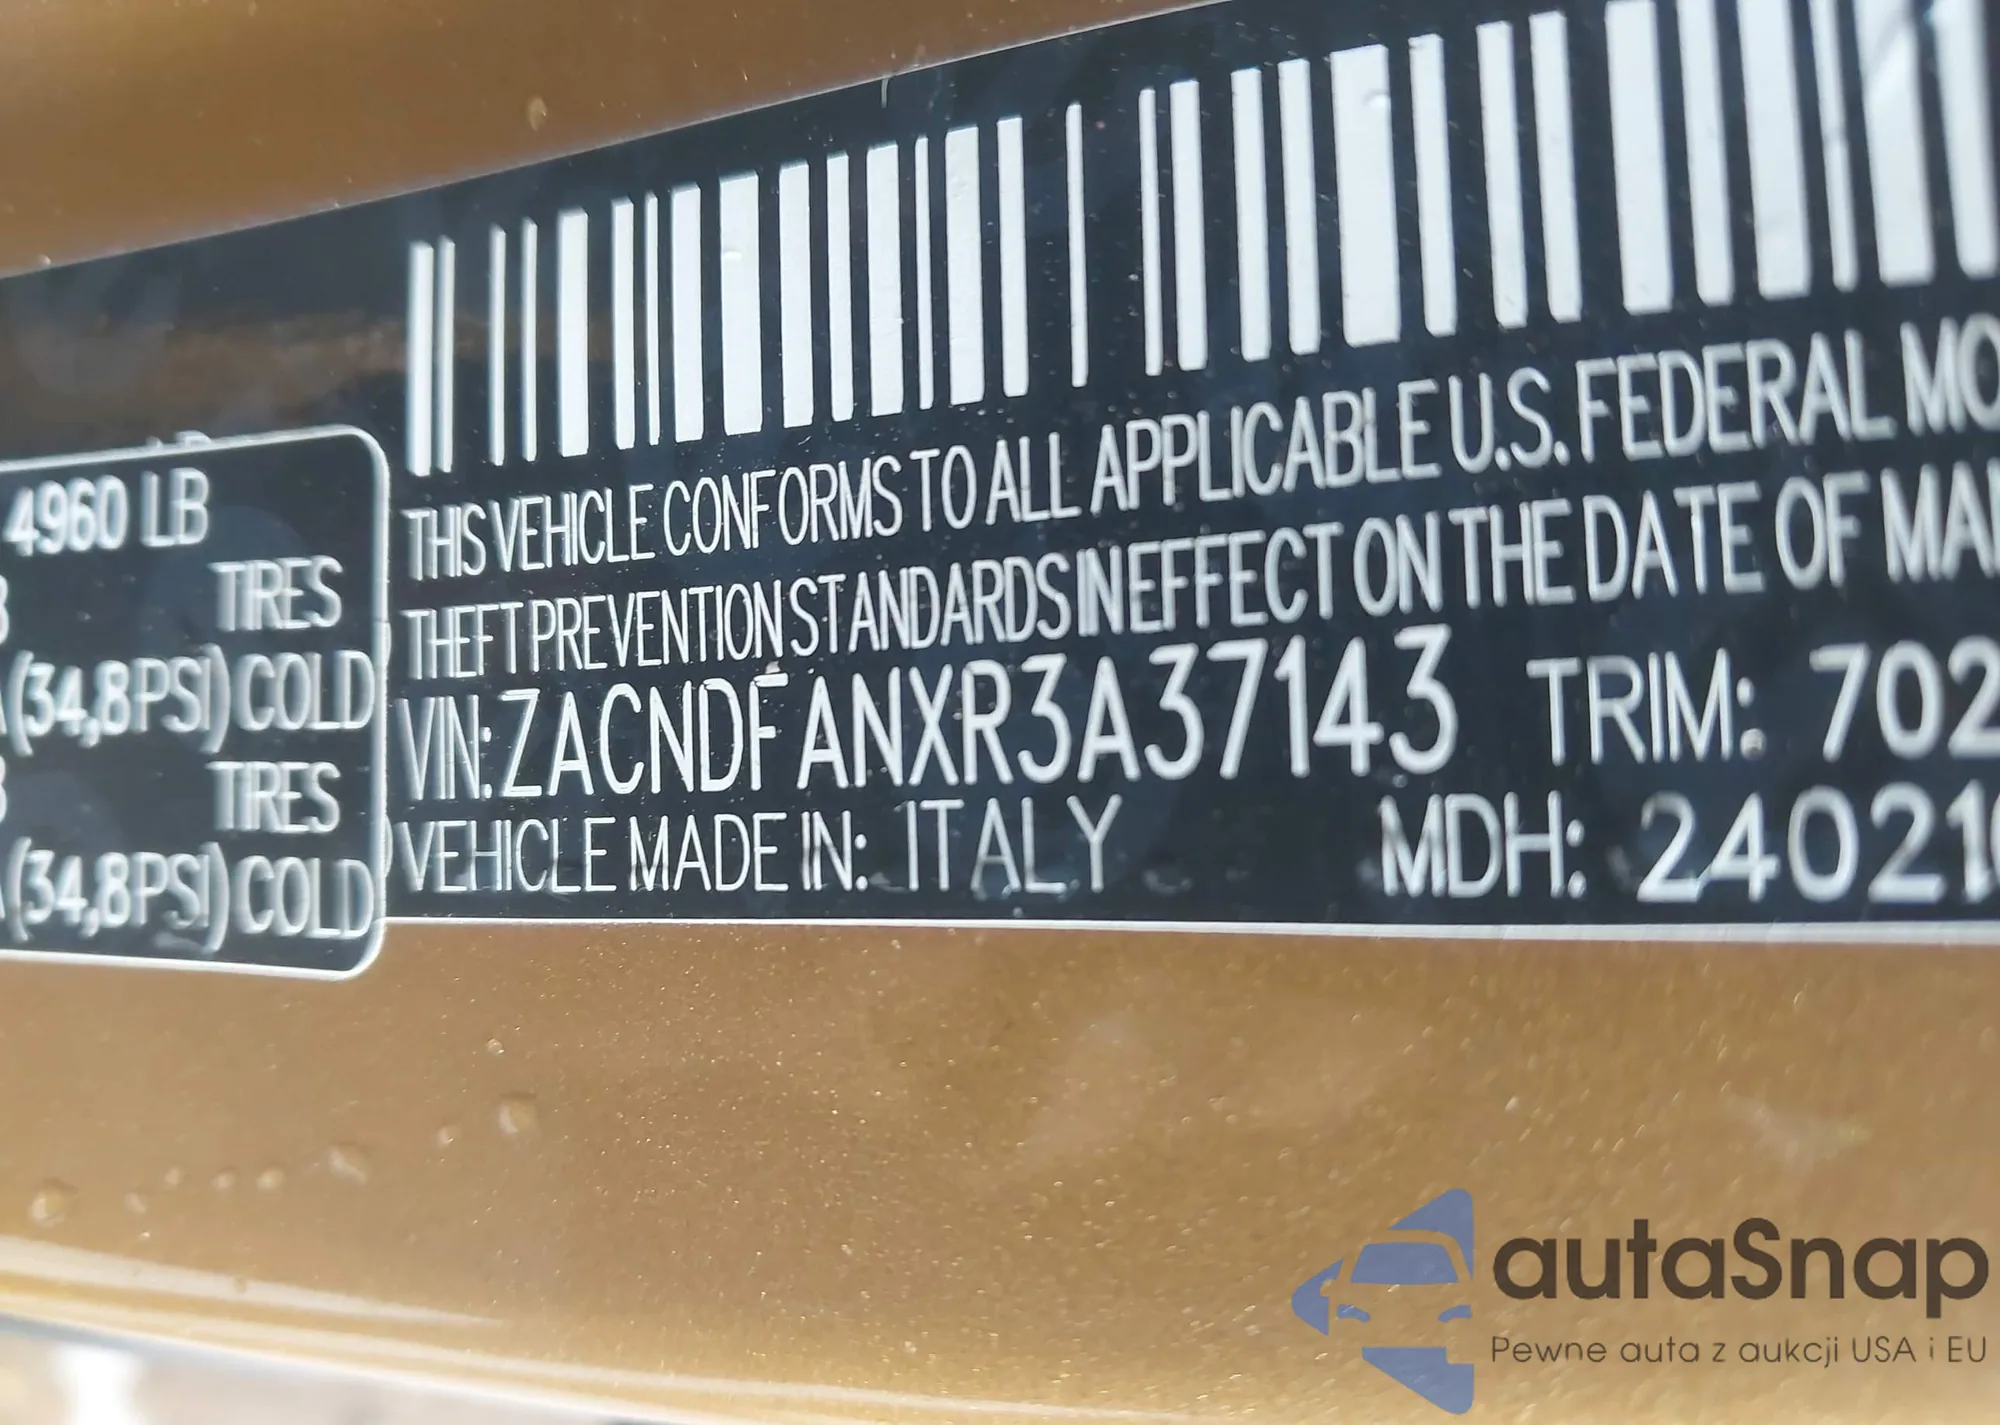 4960 LB
TIRES
(34,8PSI) COLD
TIRES
(34,8PSI) COLD
THIS VEHICLE CONFORMS TO ALL APPLICABLE U.S. FEDERAL MO
THEFT PREVENTION STANDARDS IN EFFECT ON THE DATE OF MA
VIN: ZACNDFANXR3A37143 TRIM: 702
VEHICLE MADE IN: ITALY MDH: 24021
autaSnap
Pewne auta z aukcji USA i EU